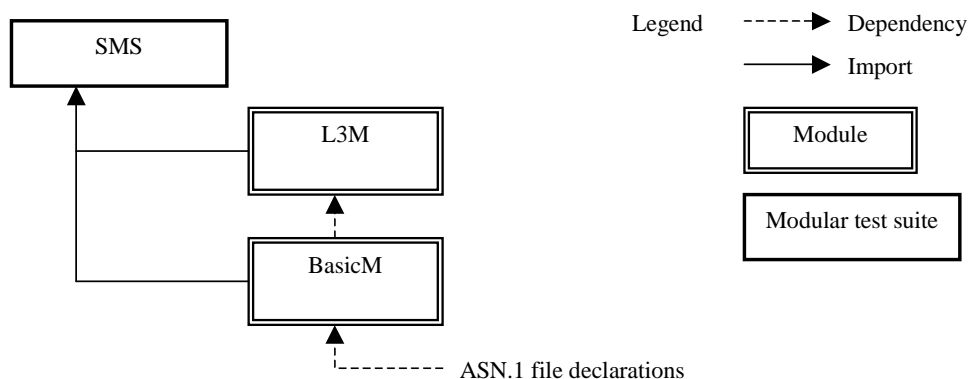 SMS
Legend
Dependency
Import
L3M
Module
Modular test suite
BasicM
ASN.1 file declarations